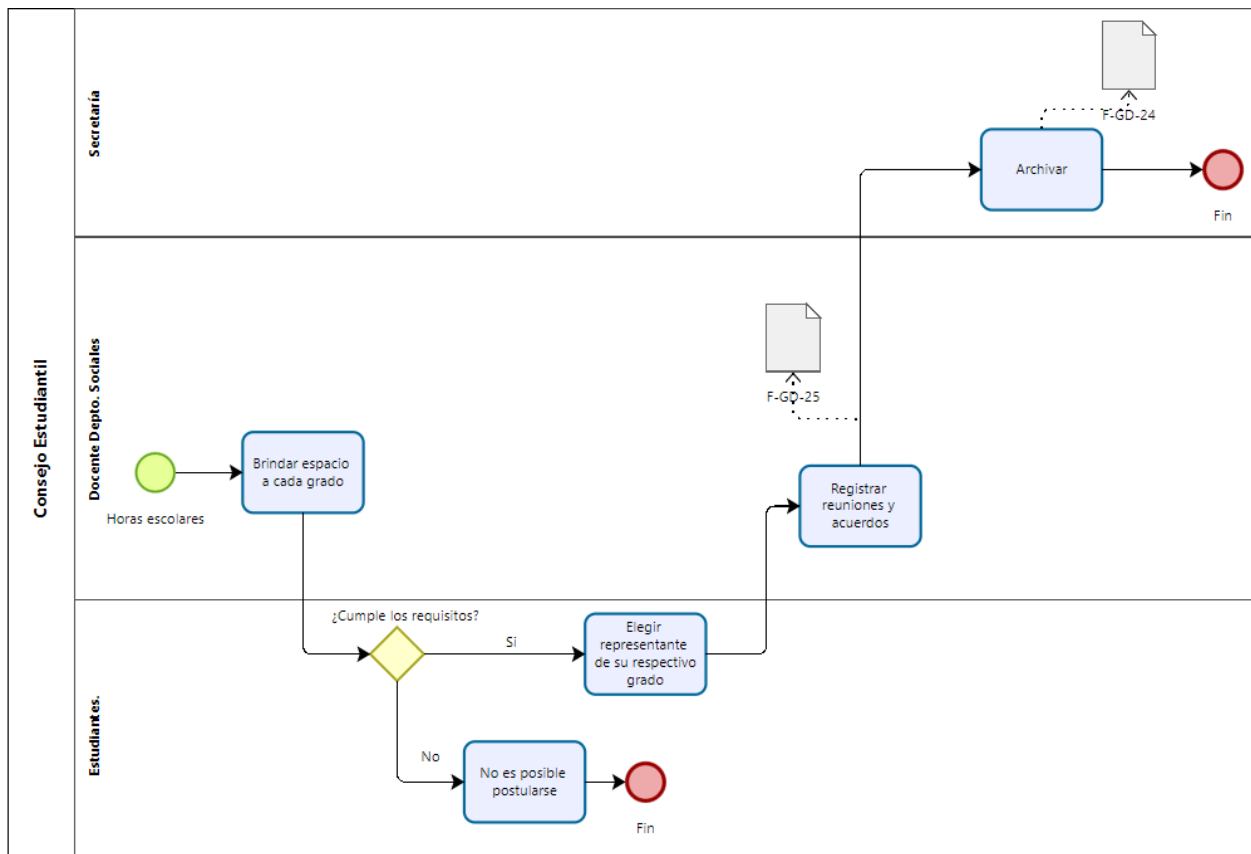 Consejo Estudiantil
Secretaría
F-GD-24
Archivar
Fin
Docente Depto. Sociales
F-GD-25
Horas escolares
Brindar espacio
a cada grado
Registrar
reuniones y
acuerdos
Estudiantes.
¿Cumple los requisitos?
Si
Elegir
representante
de su respectivo
grado
No
No es posible
postularse
Fin